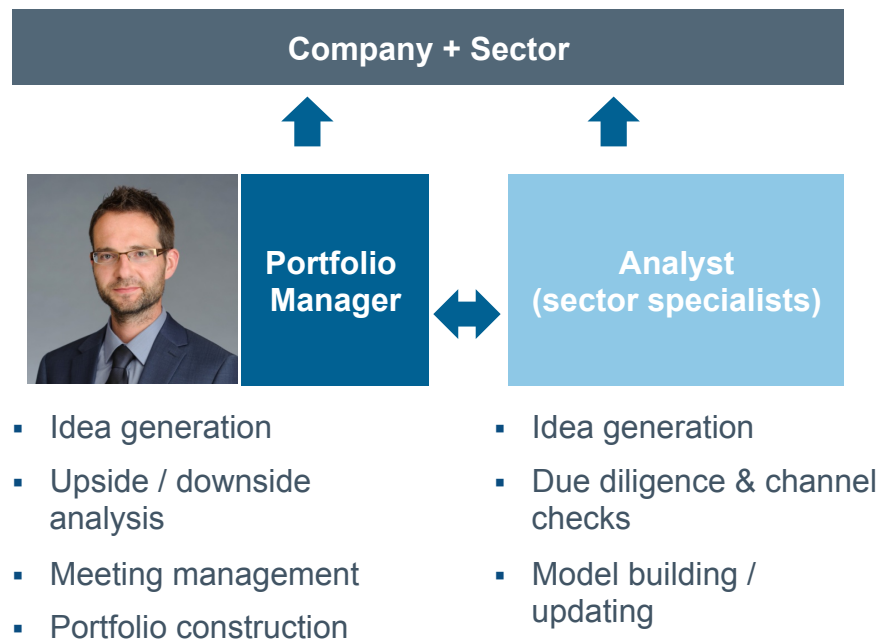 Company + Sector
Portfolio
Manager
Analyst
(sector specialists)
▪ Idea generation
▪ Upside / downside
analysis
▪ Meeting management
▪ Portfolio construction
▪ Idea generation
▪ Due diligence & channel
checks
▪ Model building /
updating